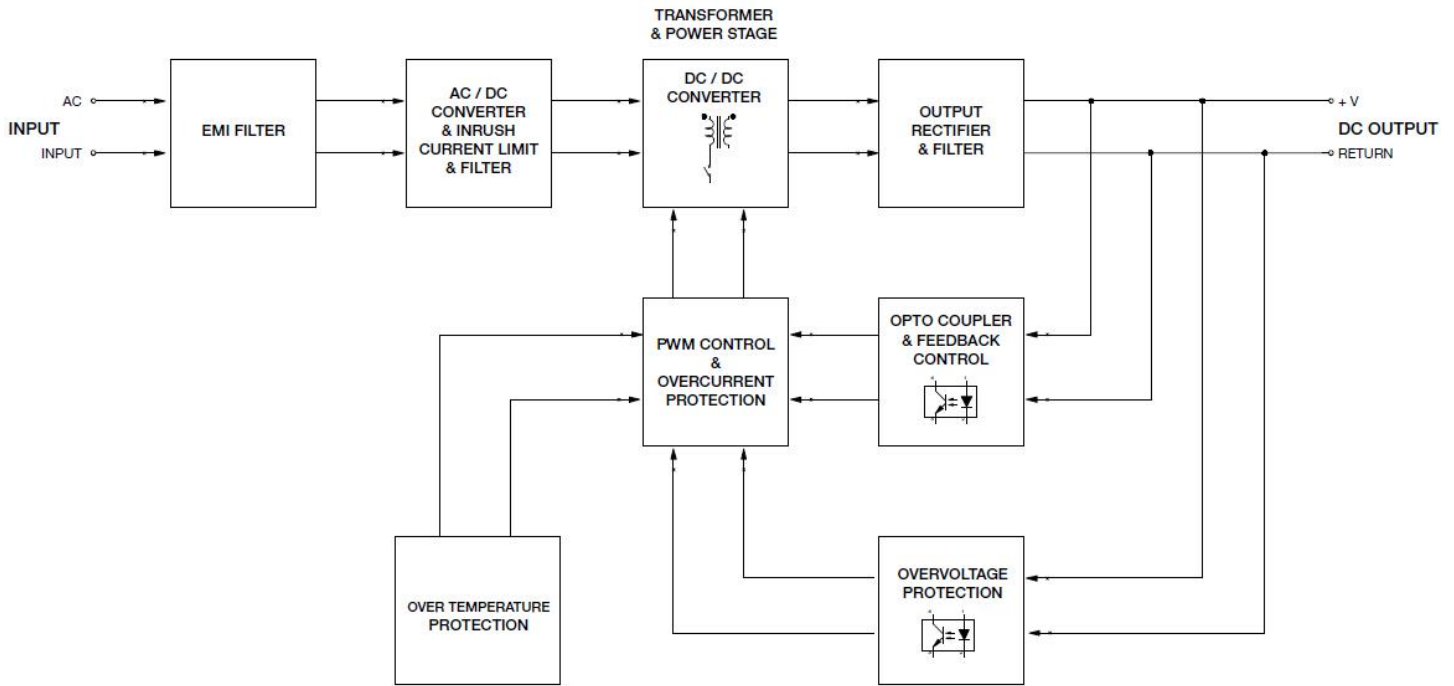 TRANSFORMER
& POWER STAGE
AC
INPUT
INPUT
EMI FILTER
AC / DC
CONVERTER
& INRUSH
CURRENT LIMIT
& FILTER
DC / DC
CONVERTER
OUTPUT
RECTIFIER
& FILTER
+ V
DC OUTPUT
RETURN
PWM CONTROL
&
OVERCURRENT
PROTECTION
OPTO COUPLER
& FEEDBACK
CONTROL
OVER TEMPERATURE
PROTECTION
OVERVOLTAGE
PROTECTION